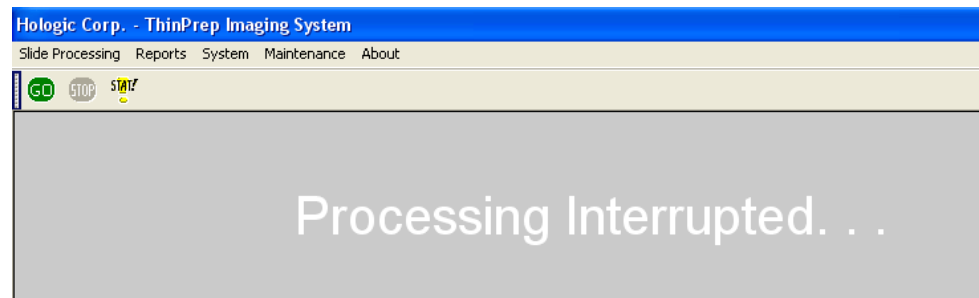 Hologic Corp. - ThinPrep Imaging System
Slide Processing Reports System Maintenance About
GO STOP STAT!
Processing Interrupted. . .